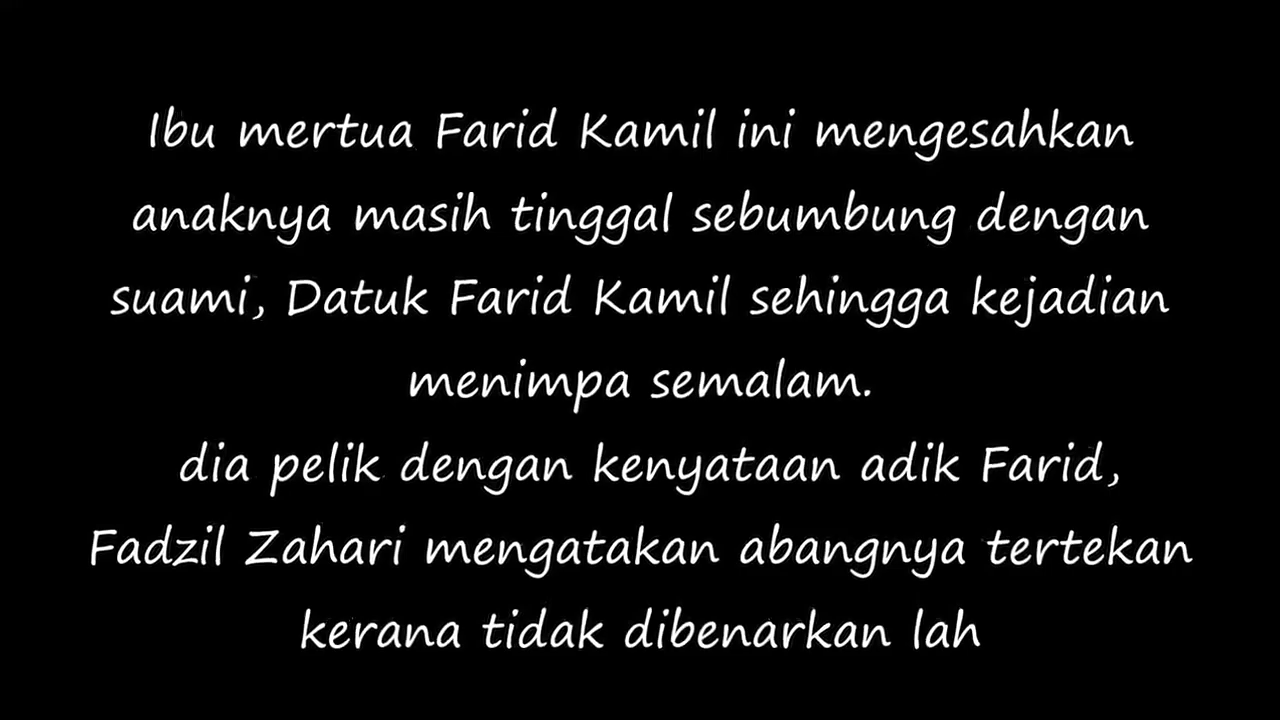 Ibu mertua Farid Kamil ini mengesahkan
anaknya masih tinggal sebumbung dengan
suami, Datuk Farid Kamil sehingga kejadian
menimpa semalam.
dia pelik dengan kenyataan adik Farid,
Fadzil Zahari mengatakan abangnya tertekan
kerana tidak dibenarkan lah